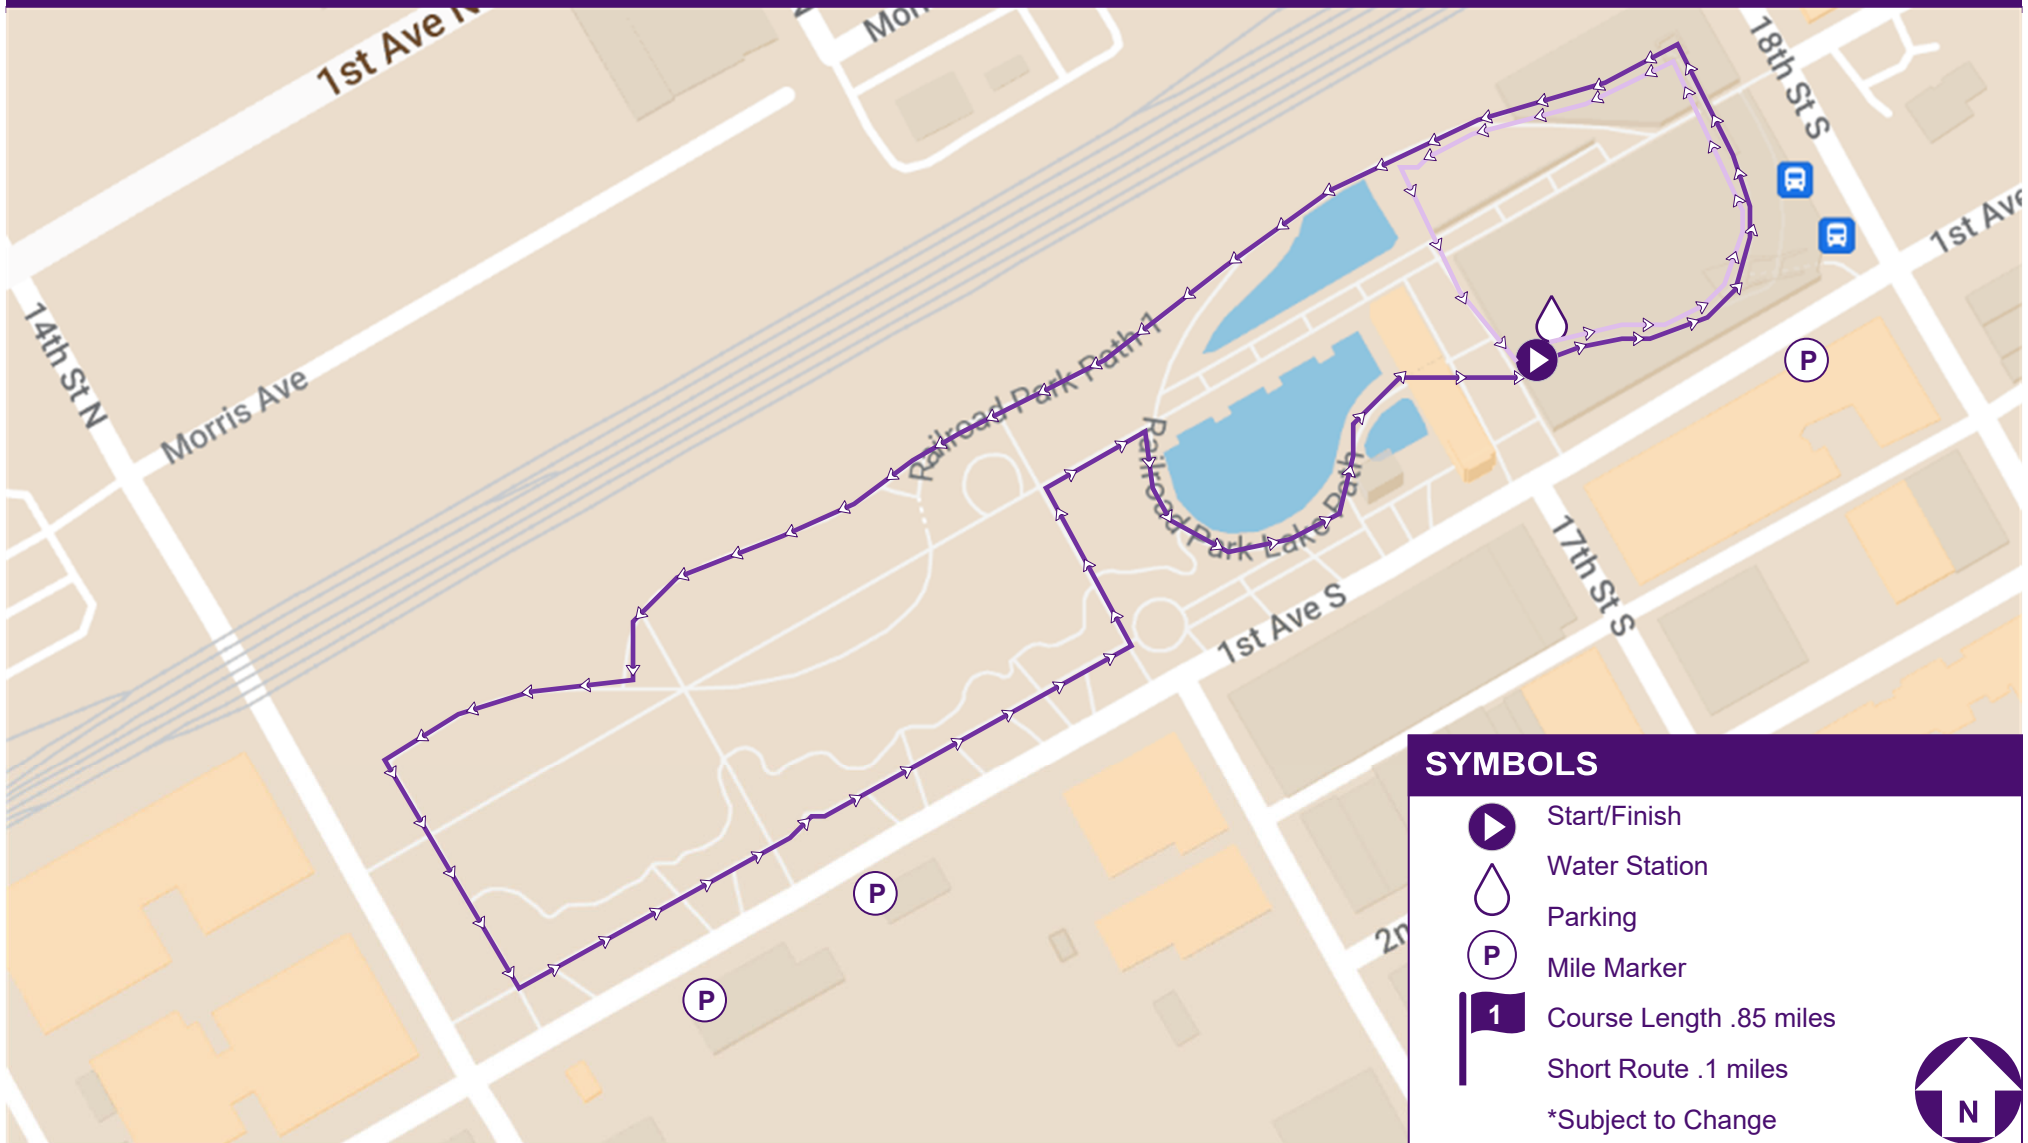 1st Ave N
Mor
18th St S
1st Ave
14th St N
Morris Ave
Railroad Park Path 1
Railroad Park Lake Path
P
1st Ave S
17th St S
P
P
2n
SYMBOLS
Start/Finish
Water Station
Parking
P
Mile Marker
1
Course Length .85 miles
Short Route .1 miles
*Subject to Change
N